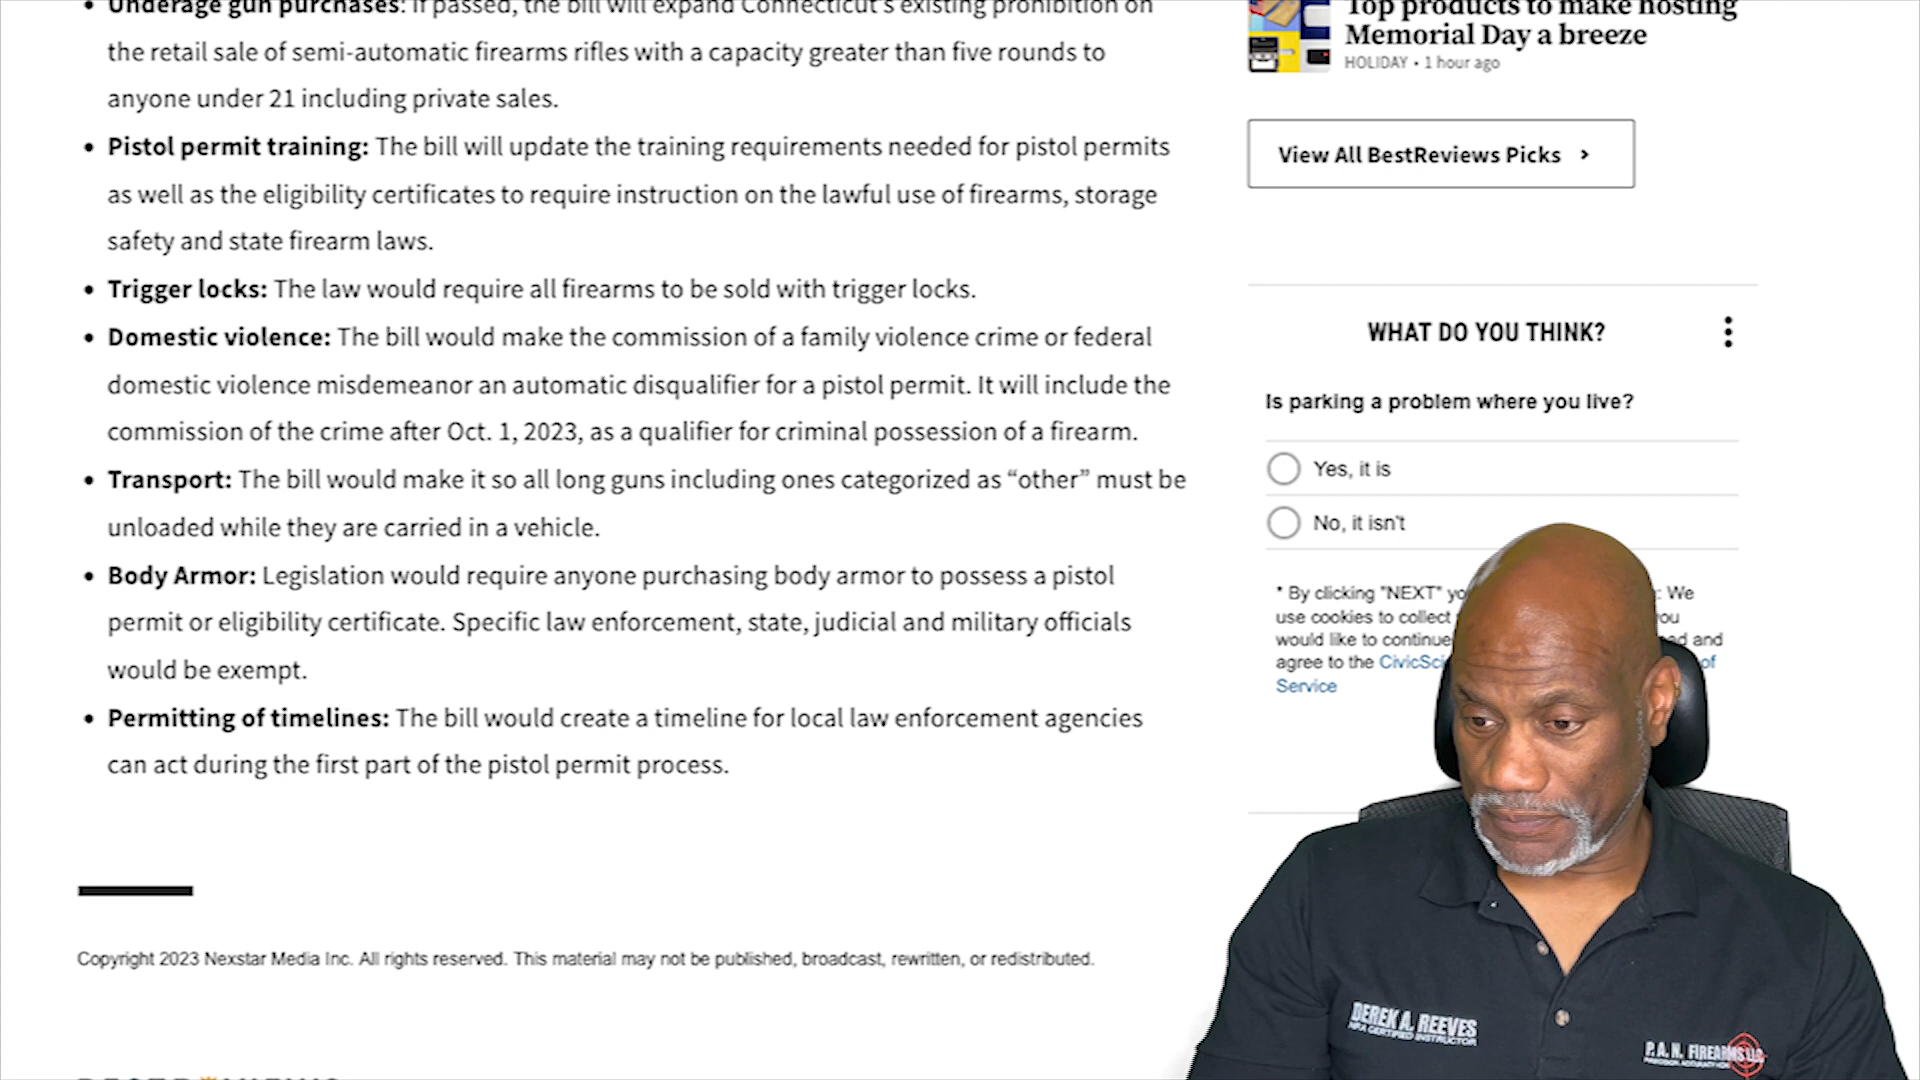 Underage gun purchases: If passed, the bill will expand Connecticut's existing prohibition on
the retail sale of semi-automatic firearms rifles with a capacity greater than five rounds to
anyone under 21 including private sales.
• Pistol permit training: The bill will update the training requirements needed for pistol permits
as well as the eligibility certificates to require instruction on the lawful use of firearms, storage
safety and state firearm laws.
• Trigger locks: The law would require all firearms to be sold with trigger locks.
• Domestic violence: The bill would make the commission of a family violence crime or federal
domestic violence misdemeanor an automatic disqualifier for a pistol permit. It will include the
commission of the crime after Oct. 1, 2023, as a qualifier for criminal possession of a firearm.
• Transport: The bill would make it so all long guns including ones categorized as “other” must be
unloaded while they are carried in a vehicle.
• Body Armor: Legislation would require anyone purchasing body armor to possess a pistol
permit or eligibility certificate. Specific law enforcement, state, judicial and military officials
would be exempt.
• Permitting of timelines: The bill would create a timeline for local law enforcement agencies
can act during the first part of the pistol permit process.
Copyright 2023 Nexstar Media Inc. All rights reserved. This material may not be published, broadcast, rewritten, or redistributed.
Top products to make hosting
Memorial Day a breeze
HOLIDAY • 1 hour ago
View All BestReviews Picks >
WHAT DO YOU THINK?
Is parking a problem where you live?
Yes, it is
No, it isn't
* By clicking "NEXT" We
use cookies to collect
would like to continue and
agree to the of
Service
DEREK A. REEVES
NRA CERTIFIED INSTRUCTOR
P.A.N. FIREARMS LLC